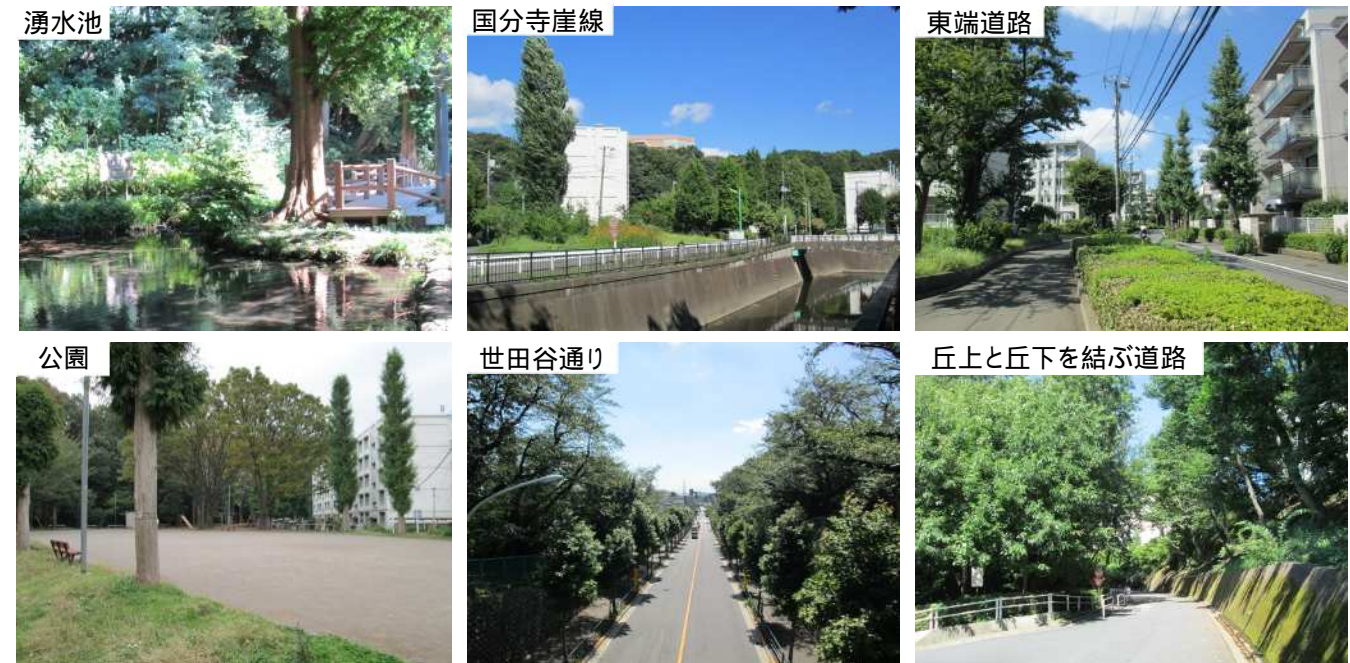 湧水池
国分寺崖線
東端道路
公園
世田谷通り
丘上と丘下を結ぶ道路